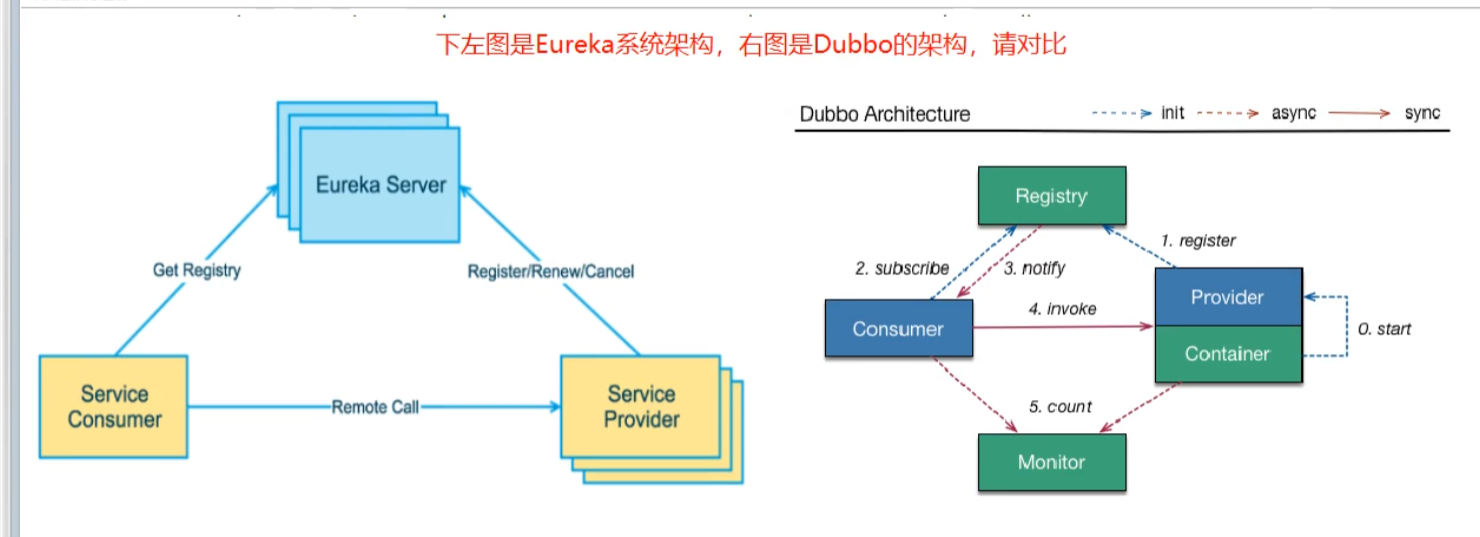 下左图是Eureka系统架构，右图是Dubbo的架构，请对比
Eureka Server
Get Registry
Register/Renew/Cancel
Service
Consumer
Remote Call
Service
Provider
Dubbo Architecture
init
async
sync
Registry
1. register
2. subscribe
3. notify
Consumer
4. invoke
Provider
Container
0. start
5. count
Monitor